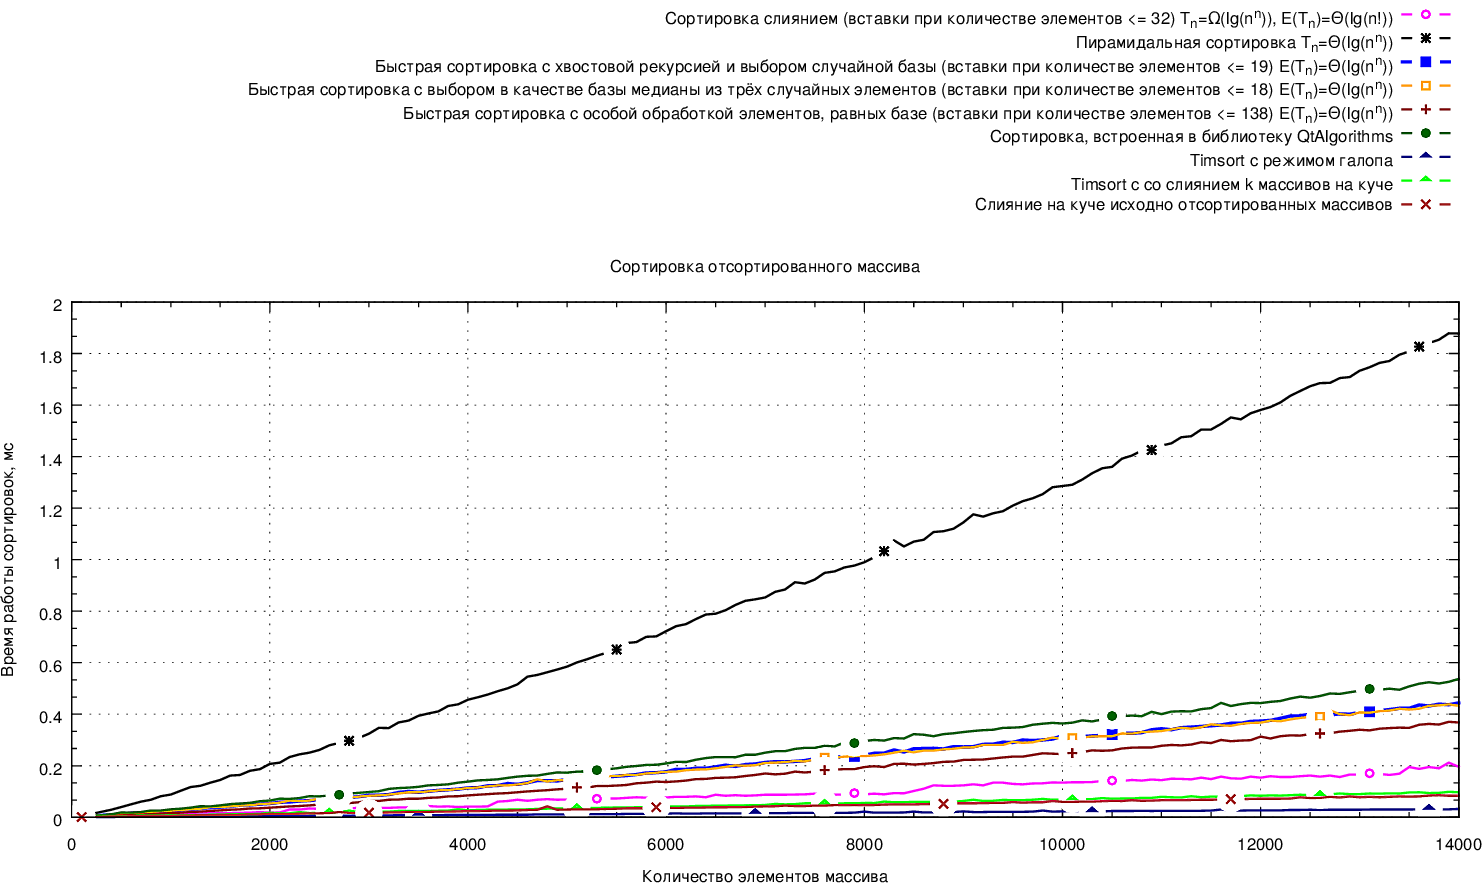 Сортировка слиянием (вставки при количестве элементов <= 32) Tₙ=Ω(lg(nⁿ)), E(Tₙ)=Θ(lg(n!))
Пирамидальная сортировка Tₙ=Θ(lg(nⁿ))
Быстрая сортировка с хвостовой рекурсией и выбором случайной базы (вставки при количестве элементов <= 19) E(Tₙ)=Θ(lg(nⁿ))
Быстрая сортировка с выбором в качестве базы медианы из трёх случайных элементов (вставки при количестве элементов <= 18) E(Tₙ)=Θ(lg(nⁿ))
Быстрая сортировка с особой обработкой элементов, равных базе (вставки при количестве элементов <= 138) E(Tₙ)=Θ(lg(nⁿ))
Сортировка, встроенная в библиотеку QtAlgorithms
Timsort с режимом галопа
Timsort с со слиянием k массивов на куче
Слияние на куче исходно отсортированных массивов
Сортировка отсортированного массива
Время работы сортировок, мс
2
1.8
1.6
1.4
1.2
1
0.8
0.6
0.4
0.2
0
0 2000 4000 6000 8000 10000 12000 14000
Количество элементов массива